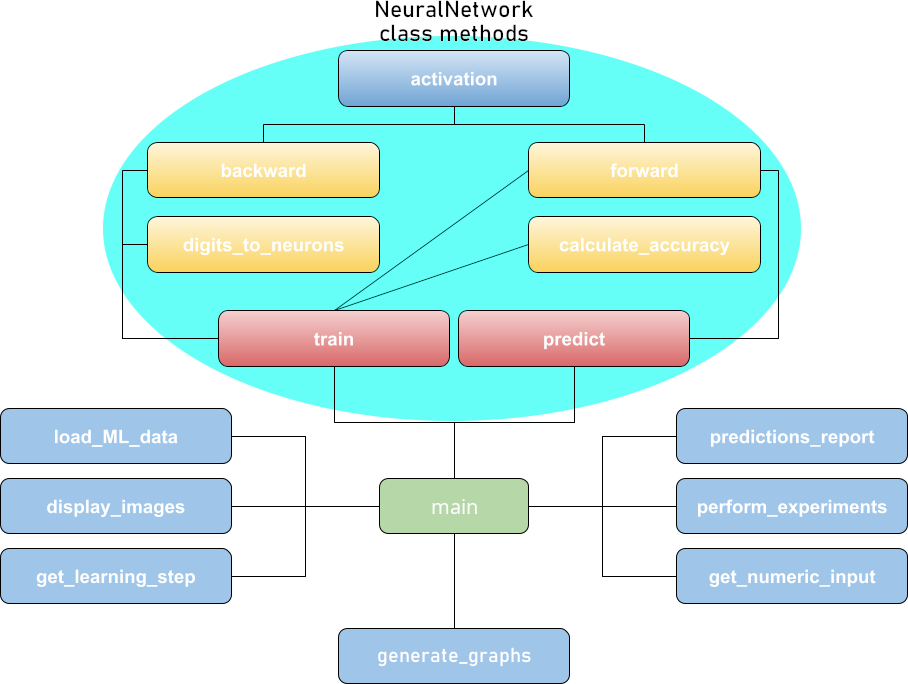 NeuralNetwork
class methods
activation
backward
forward
digits_to_neurons
calculate_accuracy
train
predict
load_ML_data
predictions_report
display_images
main
perform_experiments
get_learning_step
get_numeric_input
generate_graphs